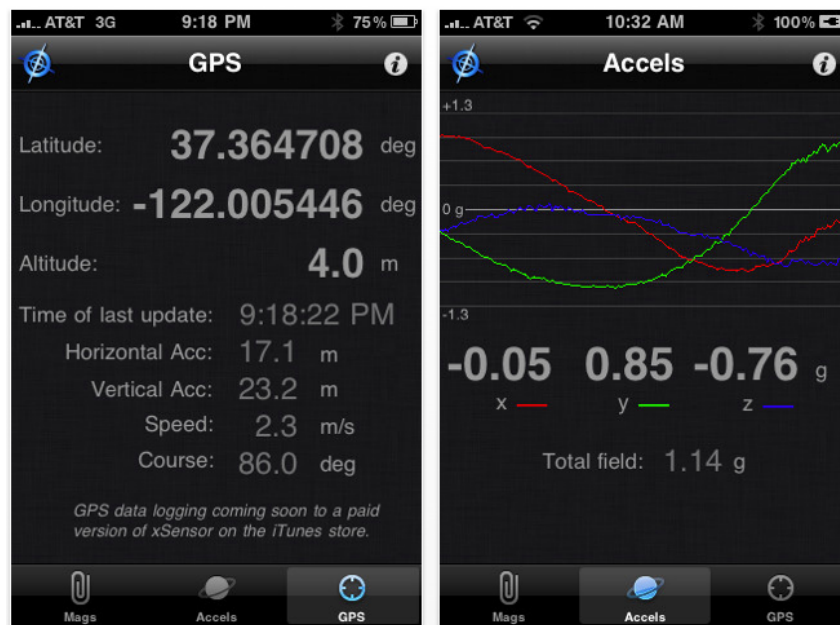 AT&T 3G 9:18 PM 75%
GPS
Latitude: 37.364708 deg
Longitude: -122.005446 deg
Altitude: 4.0 m
Time of last update: 9:18:22 PM
Horizontal Acc: 17.1 m
Vertical Acc: 23.2 m
Speed: 2.3 m/s
Course: 86.0 deg
GPS data logging coming soon to a paid
version of xSensor on the iTunes store.
Mags Accels GPS
AT&T 10:32 AM 100%
Accels
+1.3
0 g
-1.3
-0.05 0.85 -0.76 g
x y z
Total field: 1.14 g
Mags Accels GPS